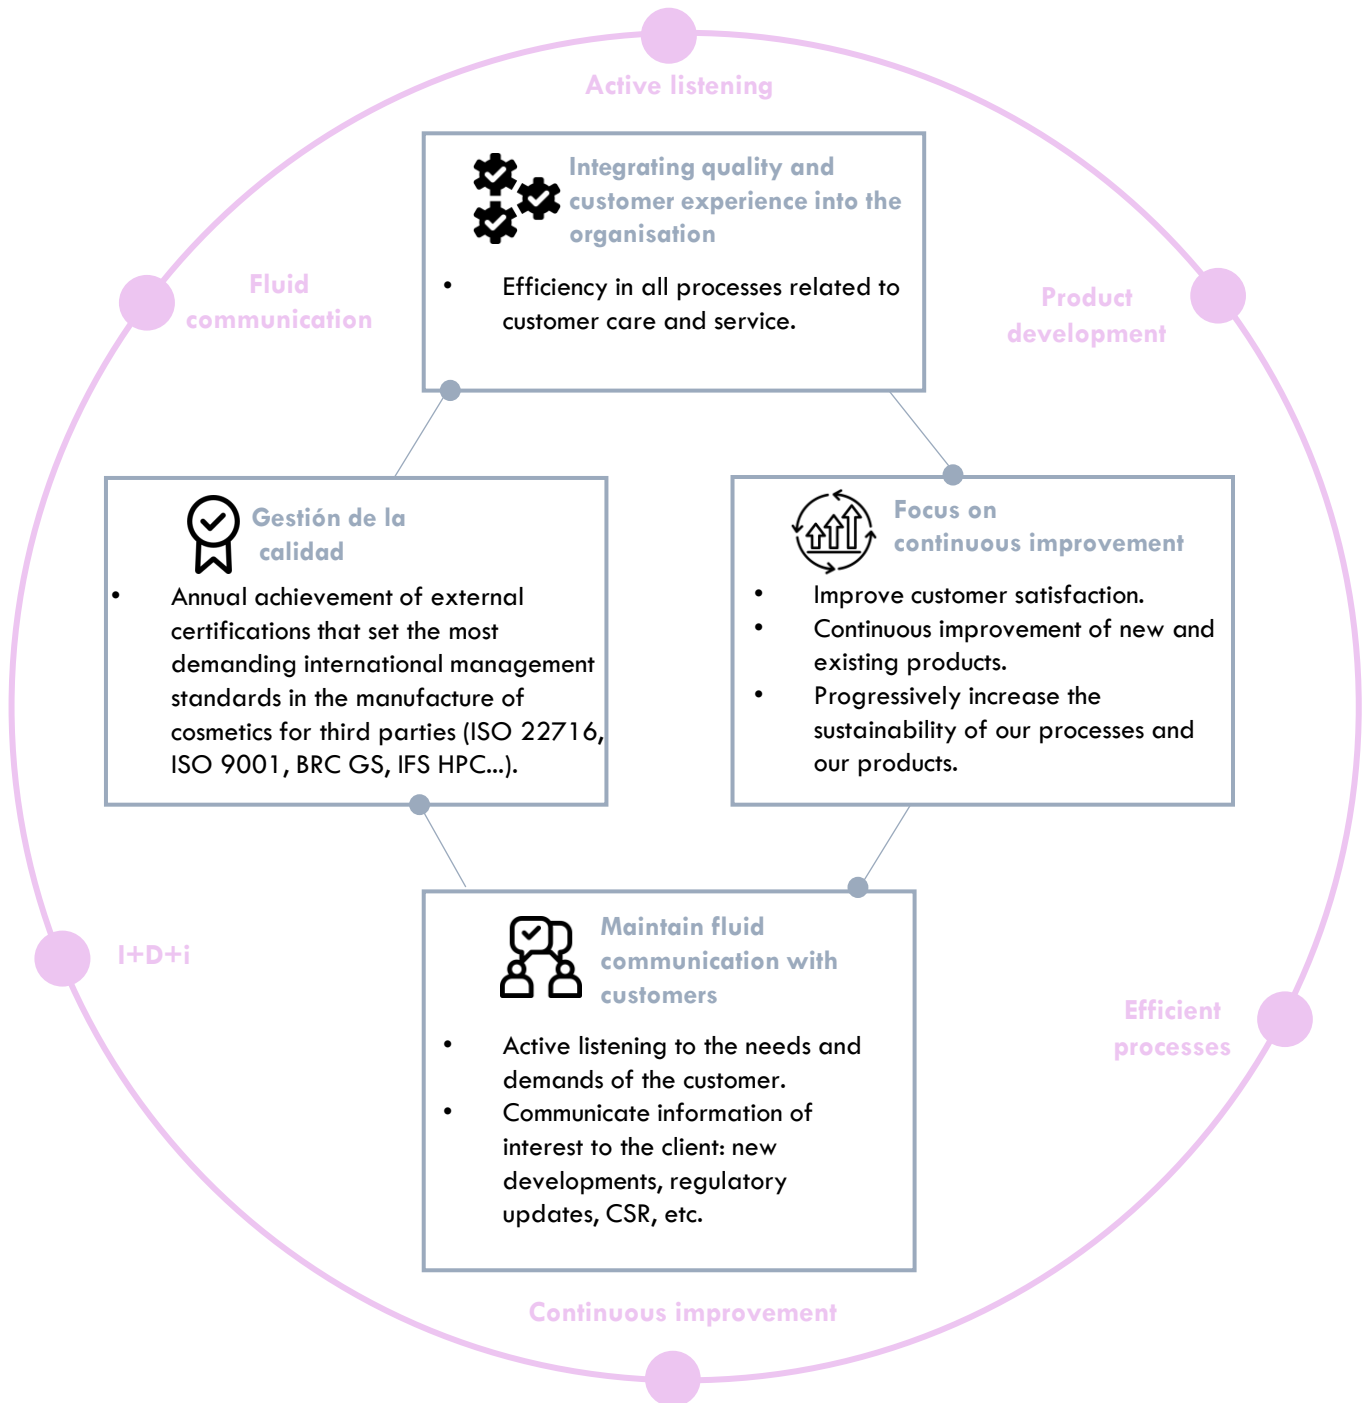 Active listening
Integrating quality and
customer experience into the
organisation
• Efficiency in all processes related to
customer care and service.
Fluid
communication
Product
development
Gestión de la
calidad
• Annual achievement of external
certifications that set the most
demanding international management
standards in the manufacture of
cosmetics for third parties (ISO 22716,
ISO 9001, BRC GS, IFS HPC...).
Focus on
continuous improvement
• Improve customer satisfaction.
• Continuous improvement of new and
existing products.
• Progressively increase the
sustainability of our processes and
our products.
I+D+i
Maintain fluid
communication with
customers
• Active listening to the needs and
demands of the customer.
• Communicate information of
interest to the client: new
developments, regulatory
updates, CSR, etc.
Efficient
processes
Continuous improvement